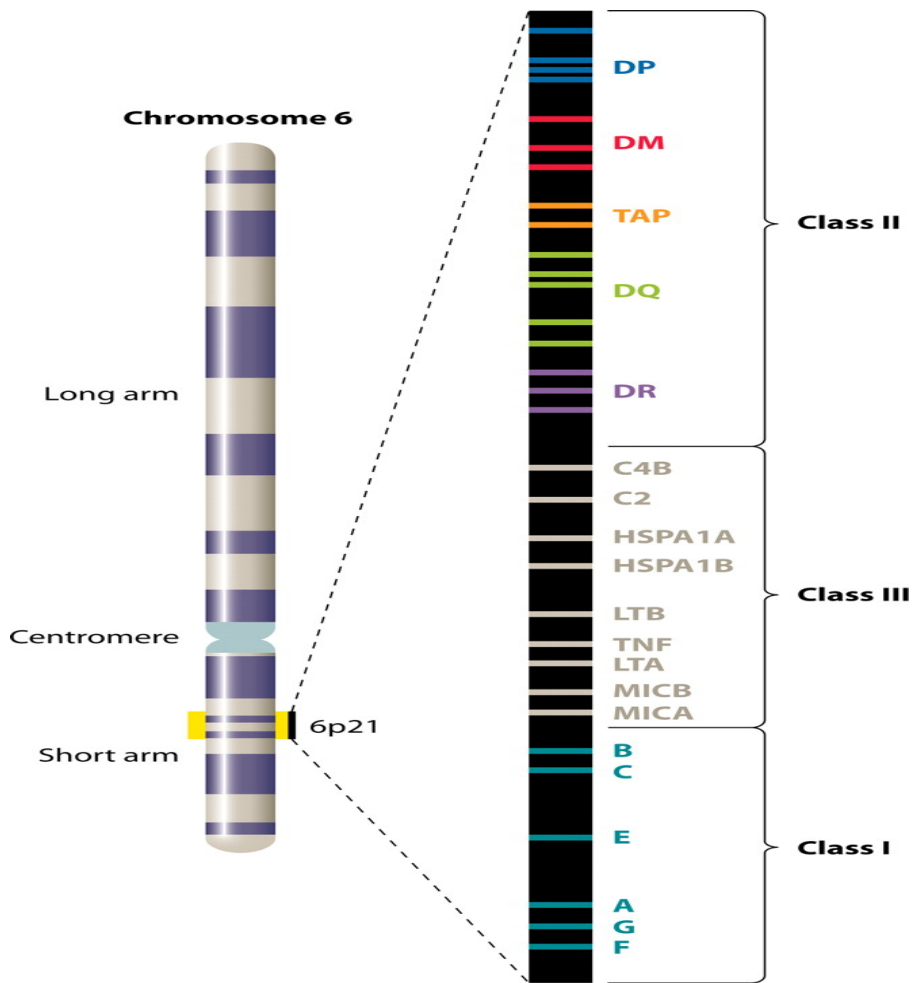 Chromosome 6
Long arm
Centromere
6p21
Short arm
DP
DM
TAP
DQ
DR
Class II
C4B
C2
HSPA1A
HSPA1B
LTB
TNF
LTA
MICB
MICA
Class III
B
C
E
A
G
F
Class I